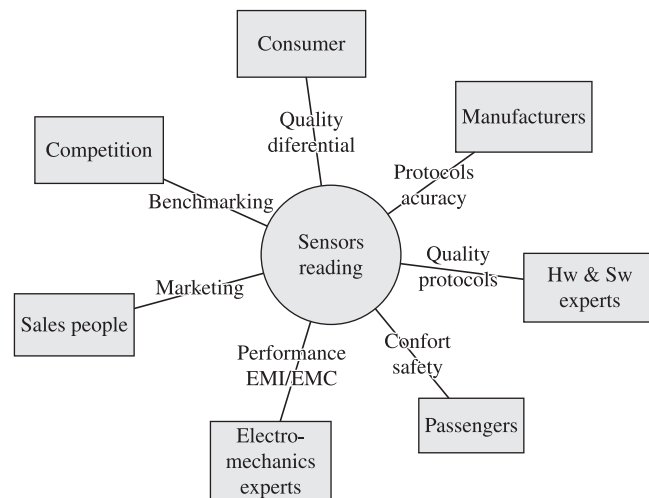 Consumer
Quality
diferential
Manufacturers
Protocols
acuracy
Competition
Benchmarking
Sensors
reading
Quality
protocols
Hw & Sw
experts
Marketing
Sales people
Performance
EMI/EMC
Confort
safety
Passengers
Electro-
mechanics
experts